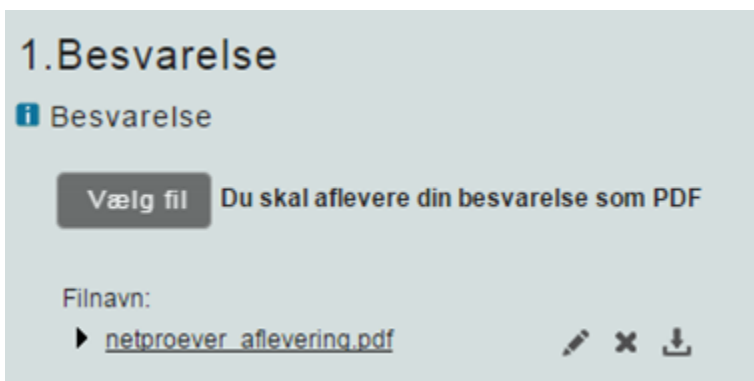 1.Besvarelse
Besvarelse
Vælg fil Du skal aflevere din besvarelse som PDF
Filnavn:
netproever_aflevering.pdf